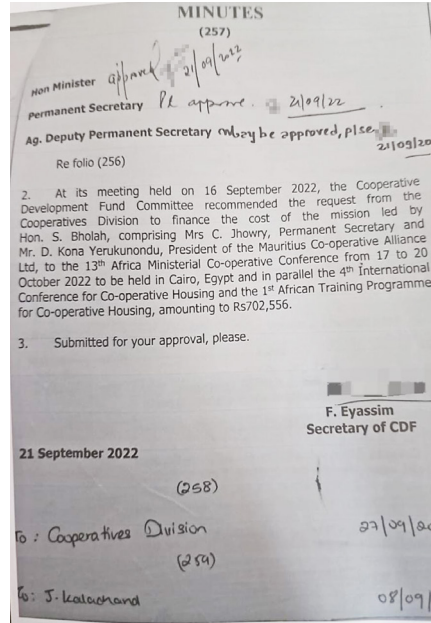 MINUTES
(257)
Hon Minister approved 21/09/2022
Permanent Secretary Pl approve. 21/09/22
Ag. Deputy Permanent Secretary May be approved, plse
21/09/20
Re folio (256)
2. At its meeting held on 16 September 2022, the Cooperative
Development Fund Committee recommended the request from the
Cooperatives Division to finance the cost of the mission led by
Hon. S. Bholah, comprising Mrs C. Jhowry, Permanent Secretary and
Mr. D. Kona Yerukunondu, President of the Mauritius Co-operative Alliance
Ltd, to the 13th Africa Ministerial Co-operative Conference from 17 to 20
October 2022 to be held in Cairo, Egypt and in parallel the 4th International
Conference for Co-operative Housing and the 1st African Training Programme
for Co-operative Housing, amounting to Rs702,556.
3. Submitted for your approval, please.
F. Eyassim
Secretary of CDF
21 September 2022
(258)
To : Cooperatives Division 27/09/20
(259)
To: J. Kalachand 08/09/